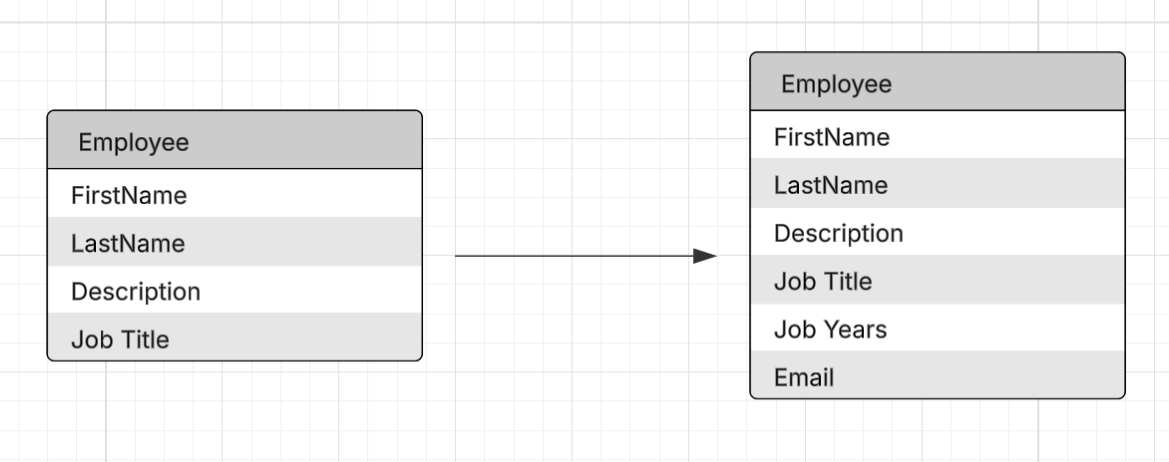 Employee
FirstName
LastName
Description
Job Title
Employee
FirstName
LastName
Description
Job Title
Job Years
Email